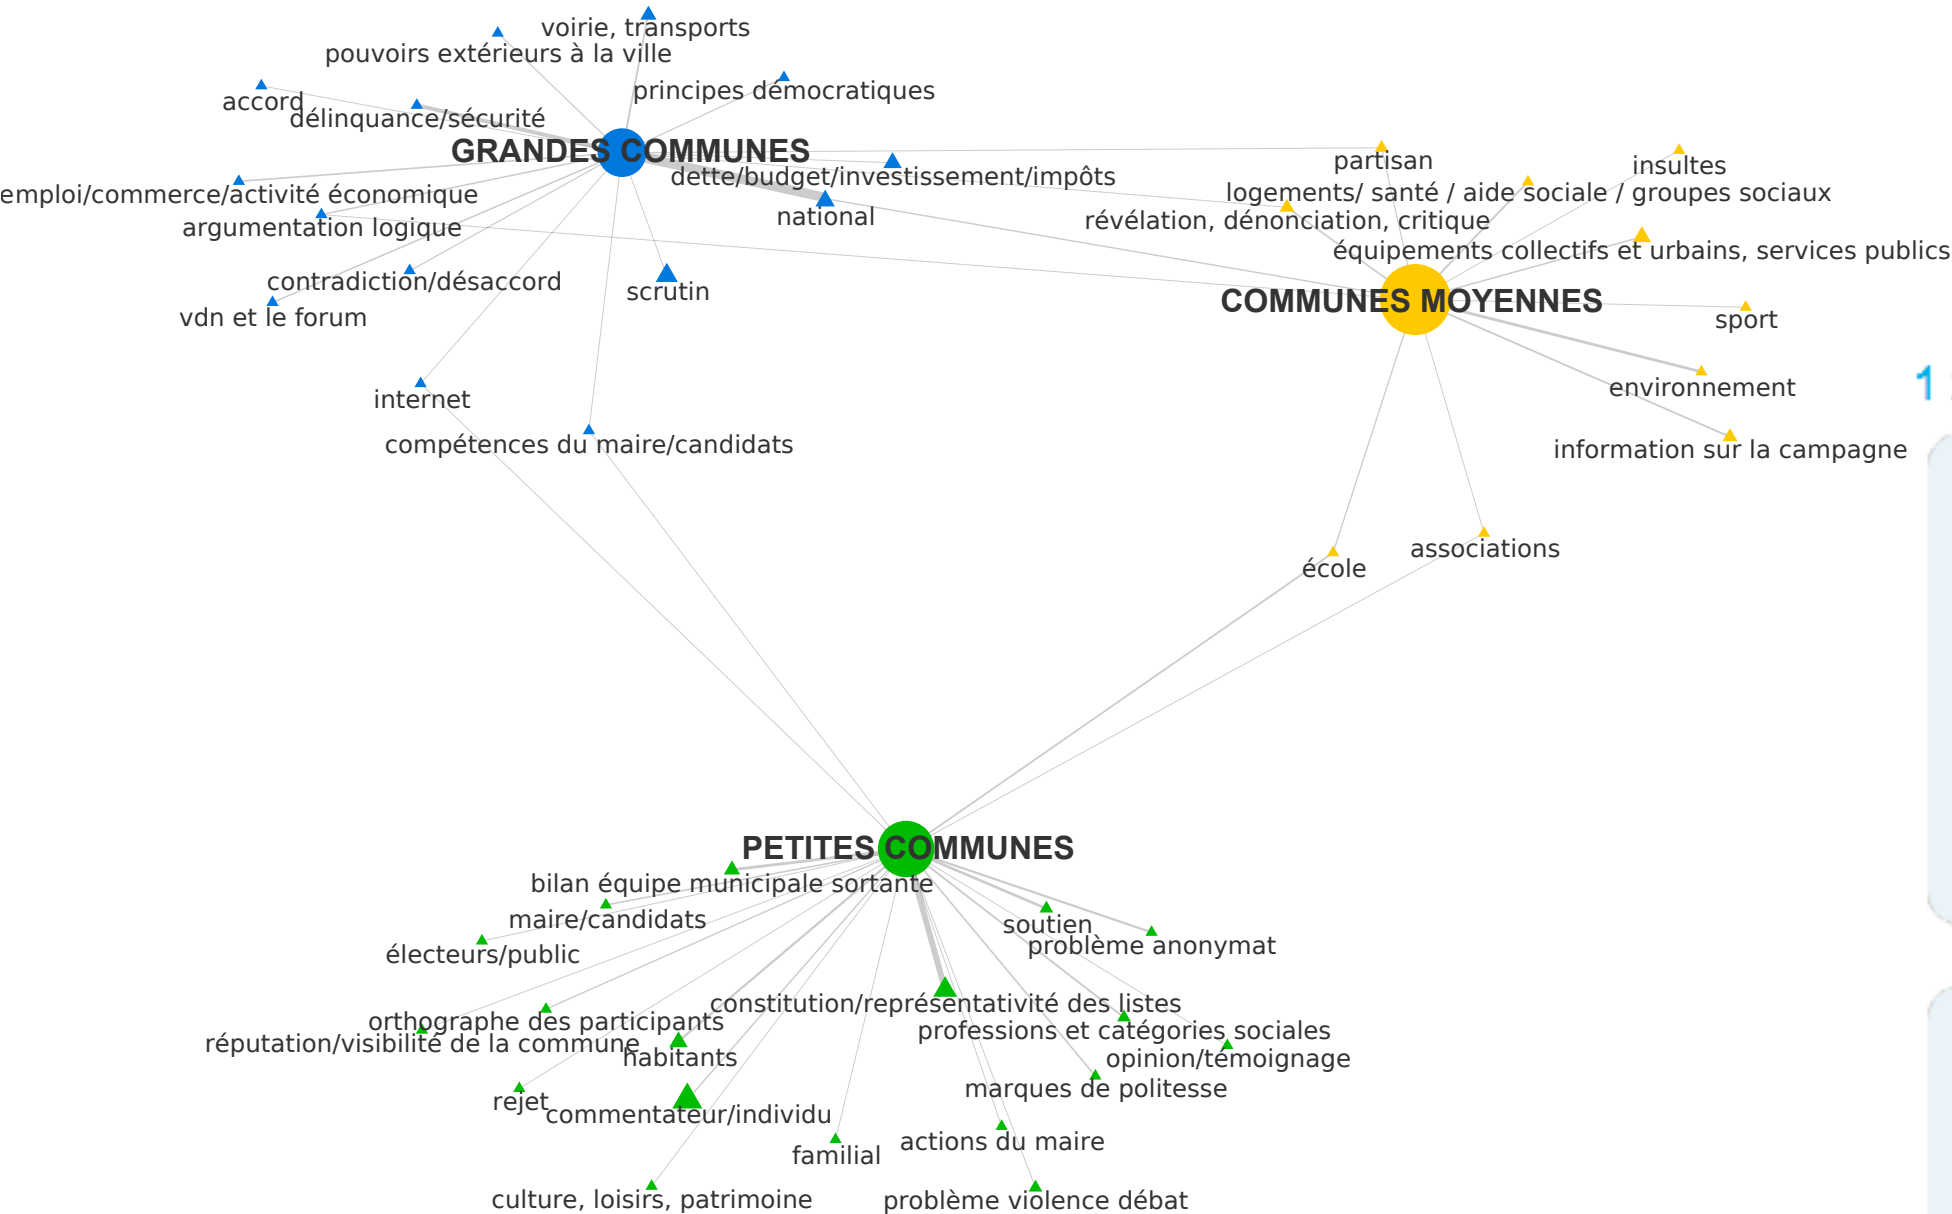 voirie, transports
pouvoirs extérieurs à la ville
principes démocratiques
accord
délinquance/sécurité
GRANDES COMMUNES
partisan
insultes
dette/budget/investissement/impôts
emploi/commerce/activité économique
logements/ santé / aide sociale / groupes sociaux
national
révélation, dénonciation, critique
argumentation logique
équipements collectifs et urbains, services publics
contradiction/désaccord
scrutin
COMMUNES MOYENNES
vdn et le forum
sport
environnement
1
internet
compétences du maire/candidats
information sur la campagne
associations
école
PETITES COMMUNES
bilan équipe municipale sortante
maire/candidats
soutien
problème anonymat
électeurs/public
constitution/représentativité des listes
orthographe des participants
professions et catégories sociales
réputation/visibilité de la commune
habitants
opinion/témoignage
marques de politesse
rejet
commentateur/individu
actions du maire
familial
culture, loisirs, patrimoine
problème violence débat